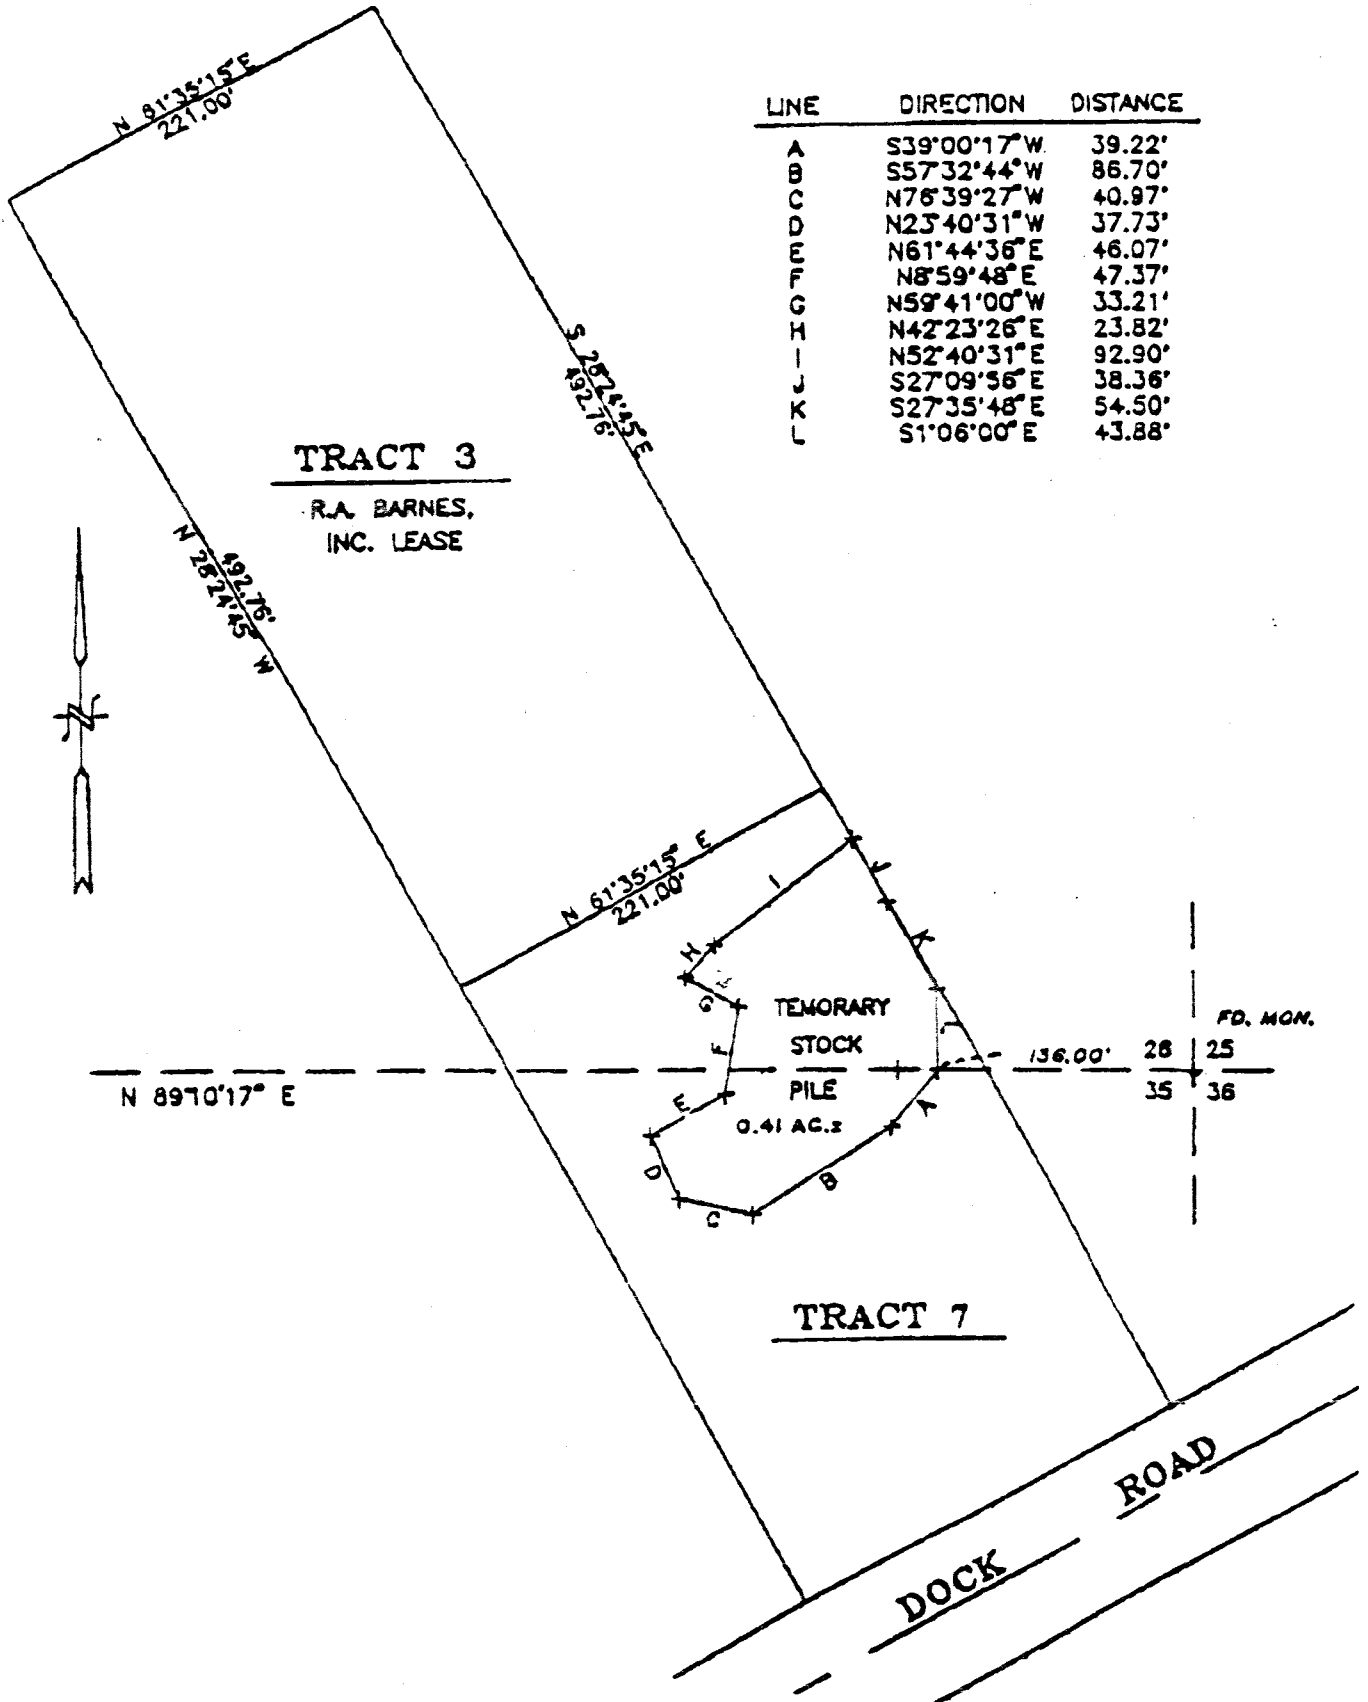 N 61°35'15" E
221.00'
LINE DIRECTION DISTANCE
A S39°00'17" W. 39.22'
B S57°32'44" W 86.70'
C N76°39'27" W 40.97'
D N23°40'31" W 37.73'
E N61°44'36" E 46.07'
F N8°59'48" E 47.37'
G N59°41'00" W 33.21'
H N42°23'26" E 23.82'
I N52°40'31" E 92.90'
J S27°09'56" E 38.36'
K S27°35'48" E 54.50'
L S1°06'00" E 43.88'
S 28°24'45" E
492.76'
TRACT 3
R.A. BARNES,
INC. LEASE
492.76'
N 28°24'45" W
N
N 61°35'15" E
221.00'
I
J
H
K
G
TEMORARY
STOCK
PILE
0.41 AC.±
F
L
E
A
D
B
C
136.00'
FD. MON.
26 25
35 36
N 89°10'17" E
TRACT 7
DOCK ROAD